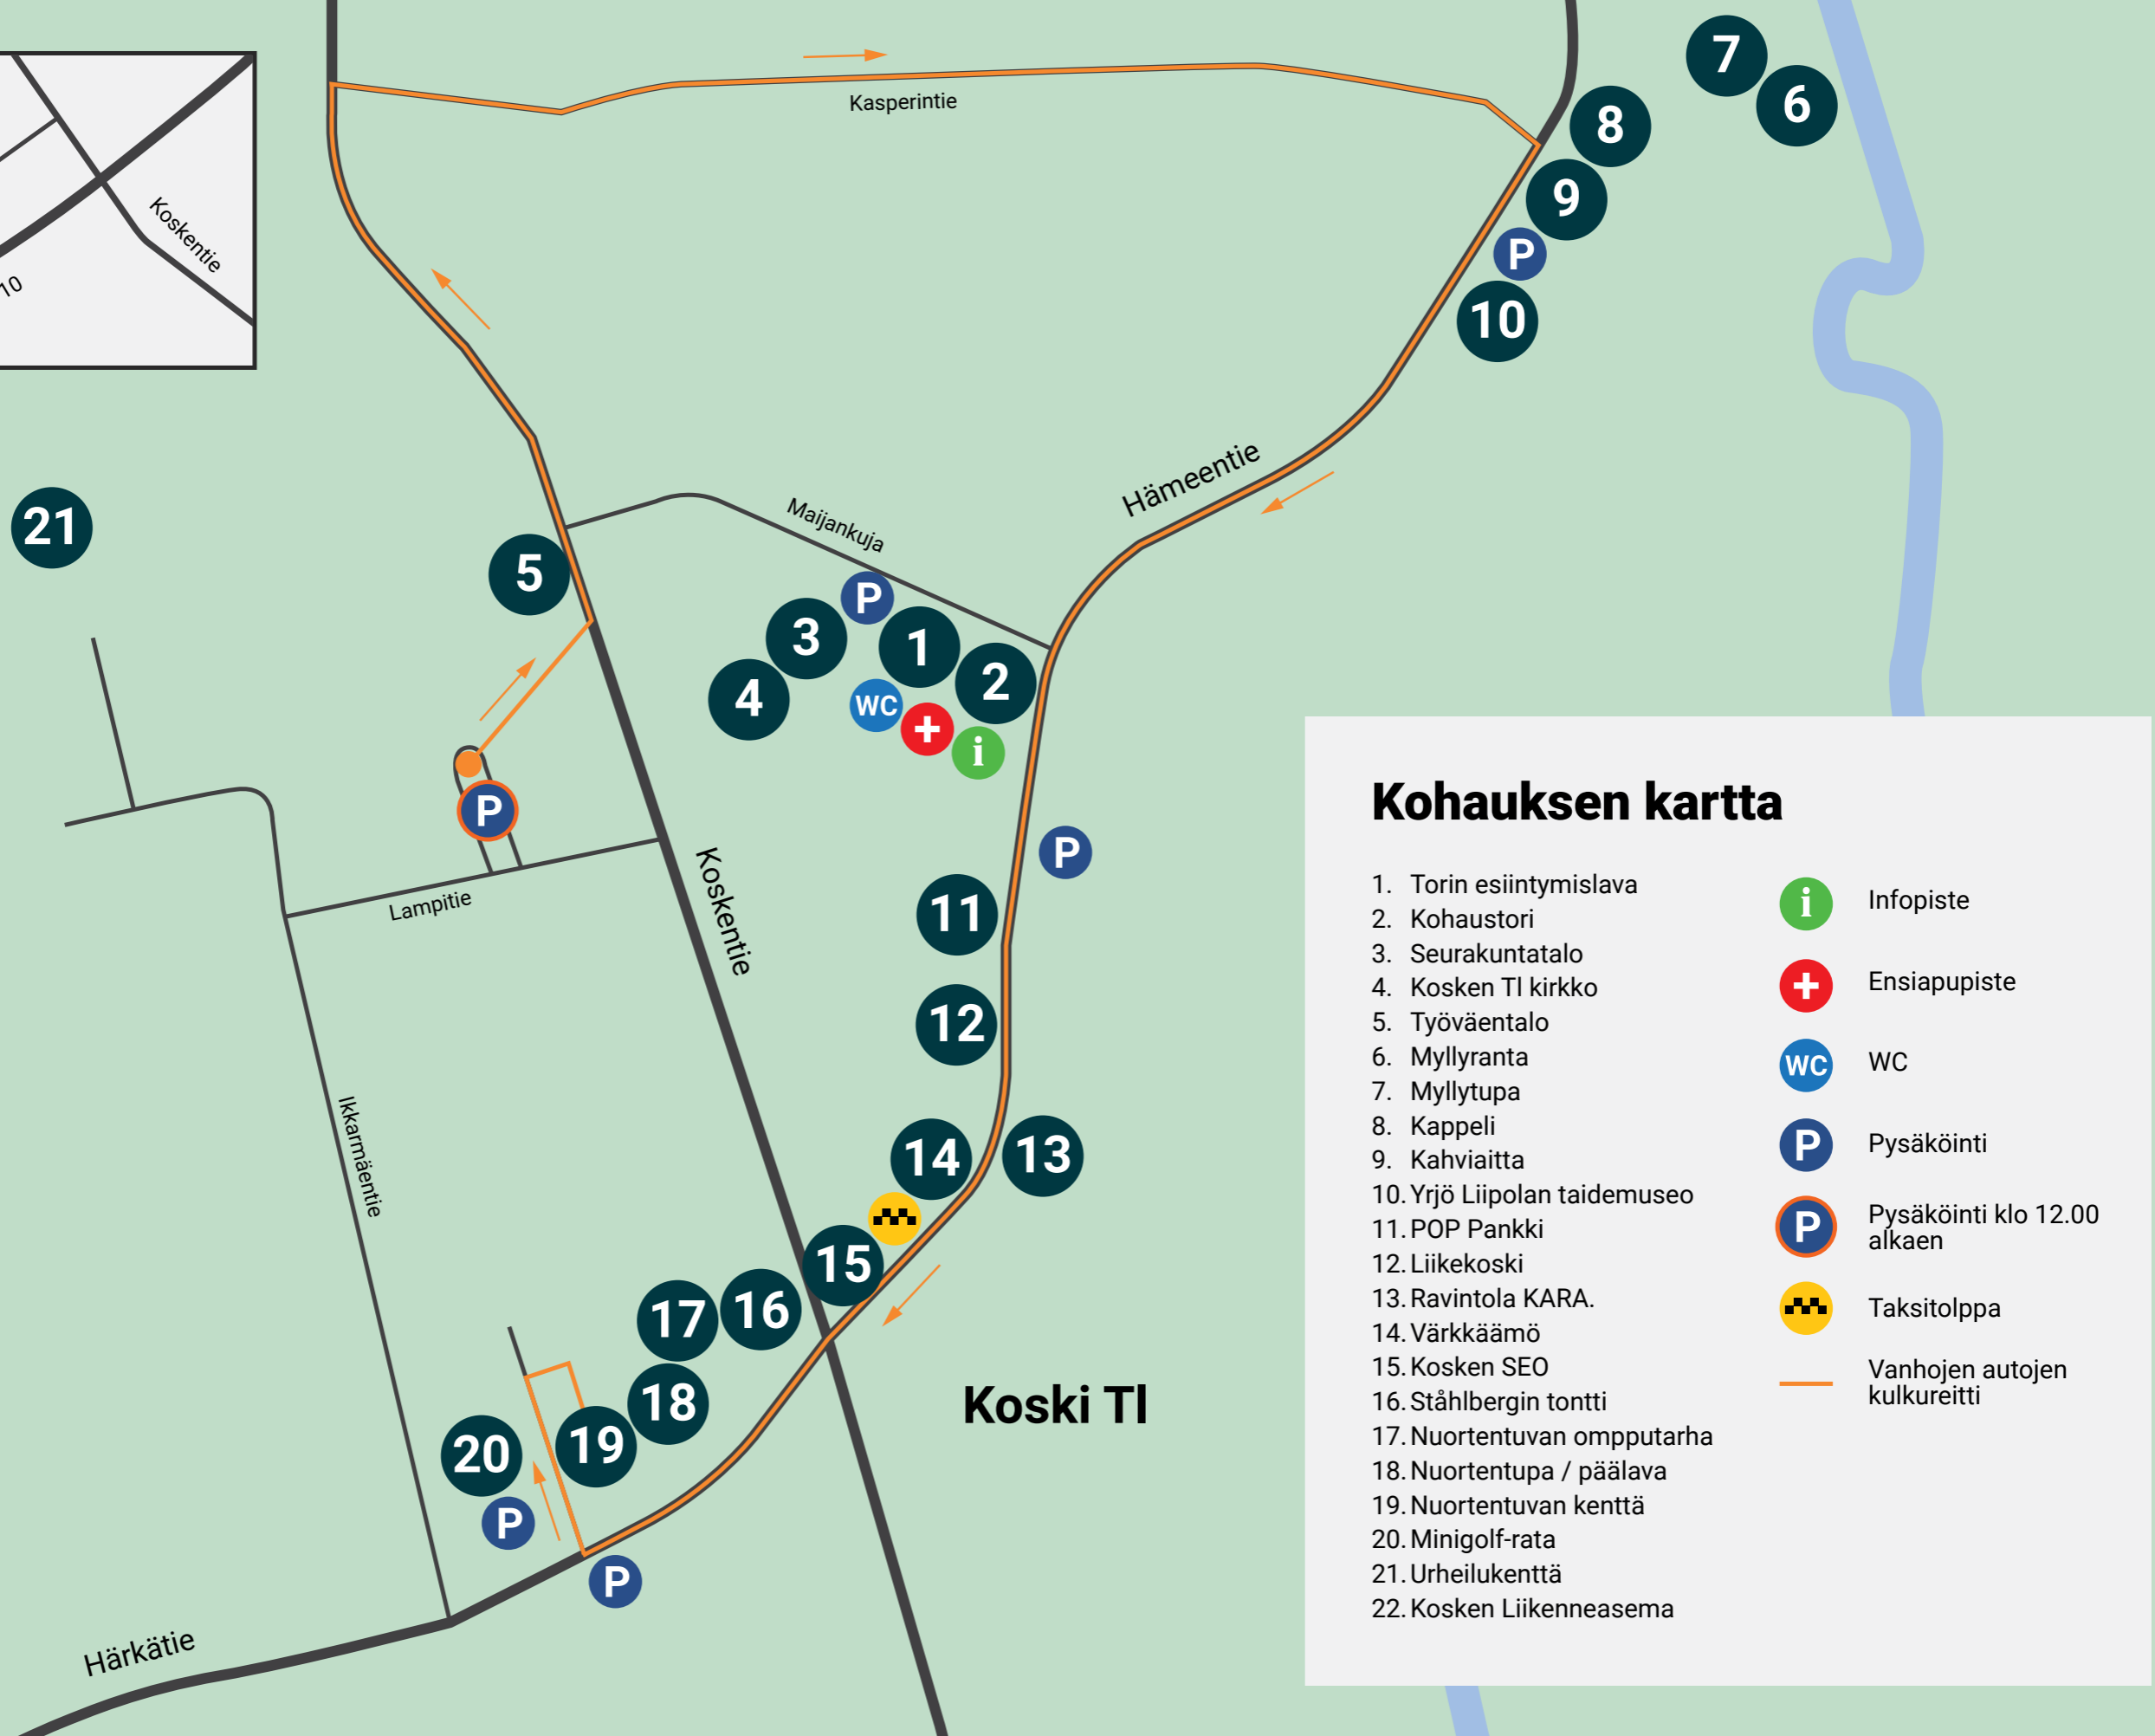 Kasperintie
7
6
8
9
P
10
Koskentie
10
Hämeentie
Maijankuja
21
5
P
3
1
2
4
WC
i
P
P
Lampitie
Koskentie
11
12
Ikkarmäentie
14
13
15
17
16
18
19
20
P
P
Koski Tl
Härkätie
Kohauksen kartta
1. Torin esiintymislava
2. Kohaustori
3. Seurakuntatalo
4. Kosken Tl kirkko
5. Työväentalo
6. Myllyranta
7. Myllytupa
8. Kappeli
9. Kahviaitta
10. Yrjö Liipolan taidemuseo
11. POP Pankki
12. Liikekoski
13. Ravintola KARA.
14. Värkkäämö
15. Kosken SEO
16. Ståhlbergin tontti
17. Nuortentuvan ompputarha
18. Nuortentupa / päälava
19. Nuortentuvan kenttä
20. Minigolf-rata
21. Urheilukenttä
22. Kosken Liikenneasema
i Infopiste
Ensiapupiste
WC WC
P Pysäköinti
P Pysäköinti klo 12.00
alkaen
Taksitolppa
Vanhojen autojen
kulkureitti